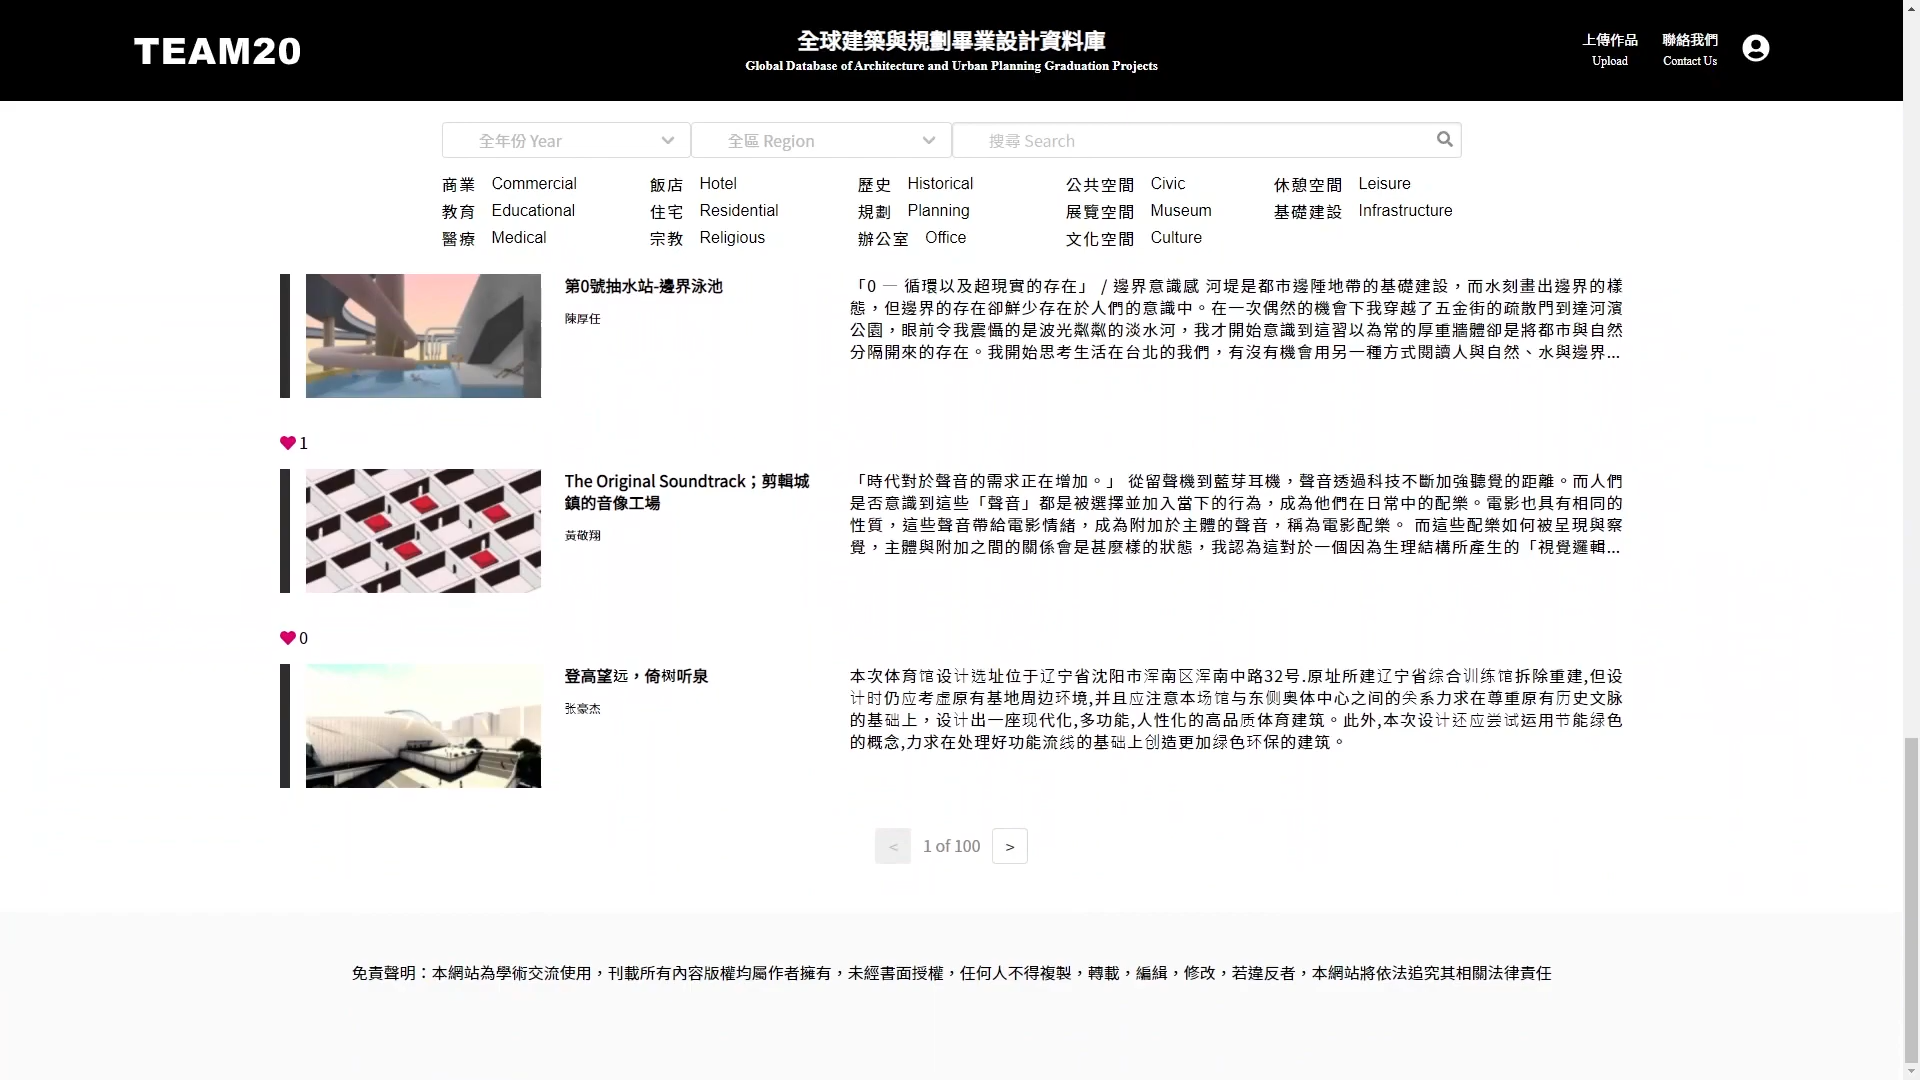 TEAM20
全球建築與規劃畢業設計資料庫
Global Database of Architecture and Urban Planning Graduation Projects
上傳作品 聯絡我們
Upload Contact Us
全年份 Year 全區 Region 搜尋 Search
商業 Commercial 飯店 Hotel 歷史 Historical 公共空間 Civic 休憩空間 Leisure
教育 Educational 住宅 Residential 規劃 Planning 展覽空間 Museum 基礎建設 Infrastructure
醫療 Medical 宗教 Religious 辦公室 Office 文化空間 Culture
第0號抽水站-邊界泳池
陳厚任
「0 — 循環以及超現實的存在」 / 邊界意識感 河堤是都市邊陲地帶的基礎建設，而水刻畫出邊界的樣
態，但邊界的存在卻鮮少存在於人們的意識中。在一次偶然的機會下我穿越了五金街的疏散門到達河濱
公園，眼前令我震懾的是波光粼粼的淡水河，我才開始意識到這習以為常的厚重牆體卻是將都市與自然
分隔開來的存在。我開始思考生活在台北的我們，有沒有機會用另一種方式閱讀人與自然、水與邊界...
1
The Original Soundtrack；剪輯城
鎮的音像工場
黃敬翔
「時代對於聲音的需求正在增加。」 從留聲機到藍芽耳機，聲音透過科技不斷加強聽覺的距離。而人們
是否意識到這些「聲音」都是被選擇並加入當下的行為，成為他們在日常中的配樂。電影也具有相同的
性質，這些聲音帶給電影情緒，成為附加於主體的聲音，稱為電影配樂。 而這些配樂如何被呈現與察
覺，主體與附加之間的關係會是甚麼樣的狀態，我認為這對於一個因為生理結構所產生的「視覺邏輯...
0
登高望远，倚树听泉
张豪杰
本次体育馆设计选址位于辽宁省沈阳市浑南区浑南中路32号.原址所建辽宁省综合训练馆拆除重建,但设
计时仍应考虚原有基地周边环境,并且应注意本场馆与东侧奥体中心之间的关系力求在尊重原有历史文脉
的基础上，设计出一座现代化,多功能,人性化的高品质体育建筑。此外,本次设计还应尝试运用节能绿色
的概念,力求在处理好功能流线的基础上创造更加绿色环保的建筑。
< 1 of 100 >
免責聲明：本網站為學術交流使用，刊載所有內容版權均屬作者擁有，未經書面授權，任何人不得複製，轉載，編緝，修改，若違反者，本網站將依法追究其相關法律責任